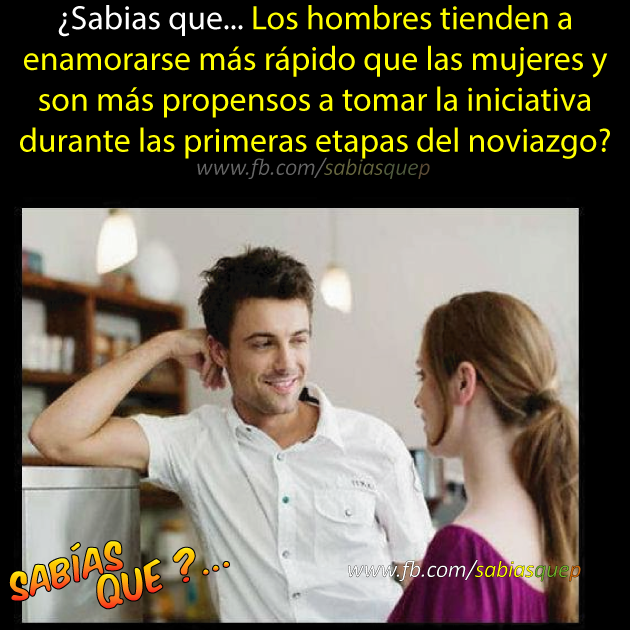 ¿Sabias que... Los hombres tienden a
enamorarse más rápido que las mujeres y
son más propensos a tomar la iniciativa
durante las primeras etapas del noviazgo?
www.fb.com/sabiasquep
SABÍAS
QUE ?...
www.fb.com/sabiasquep